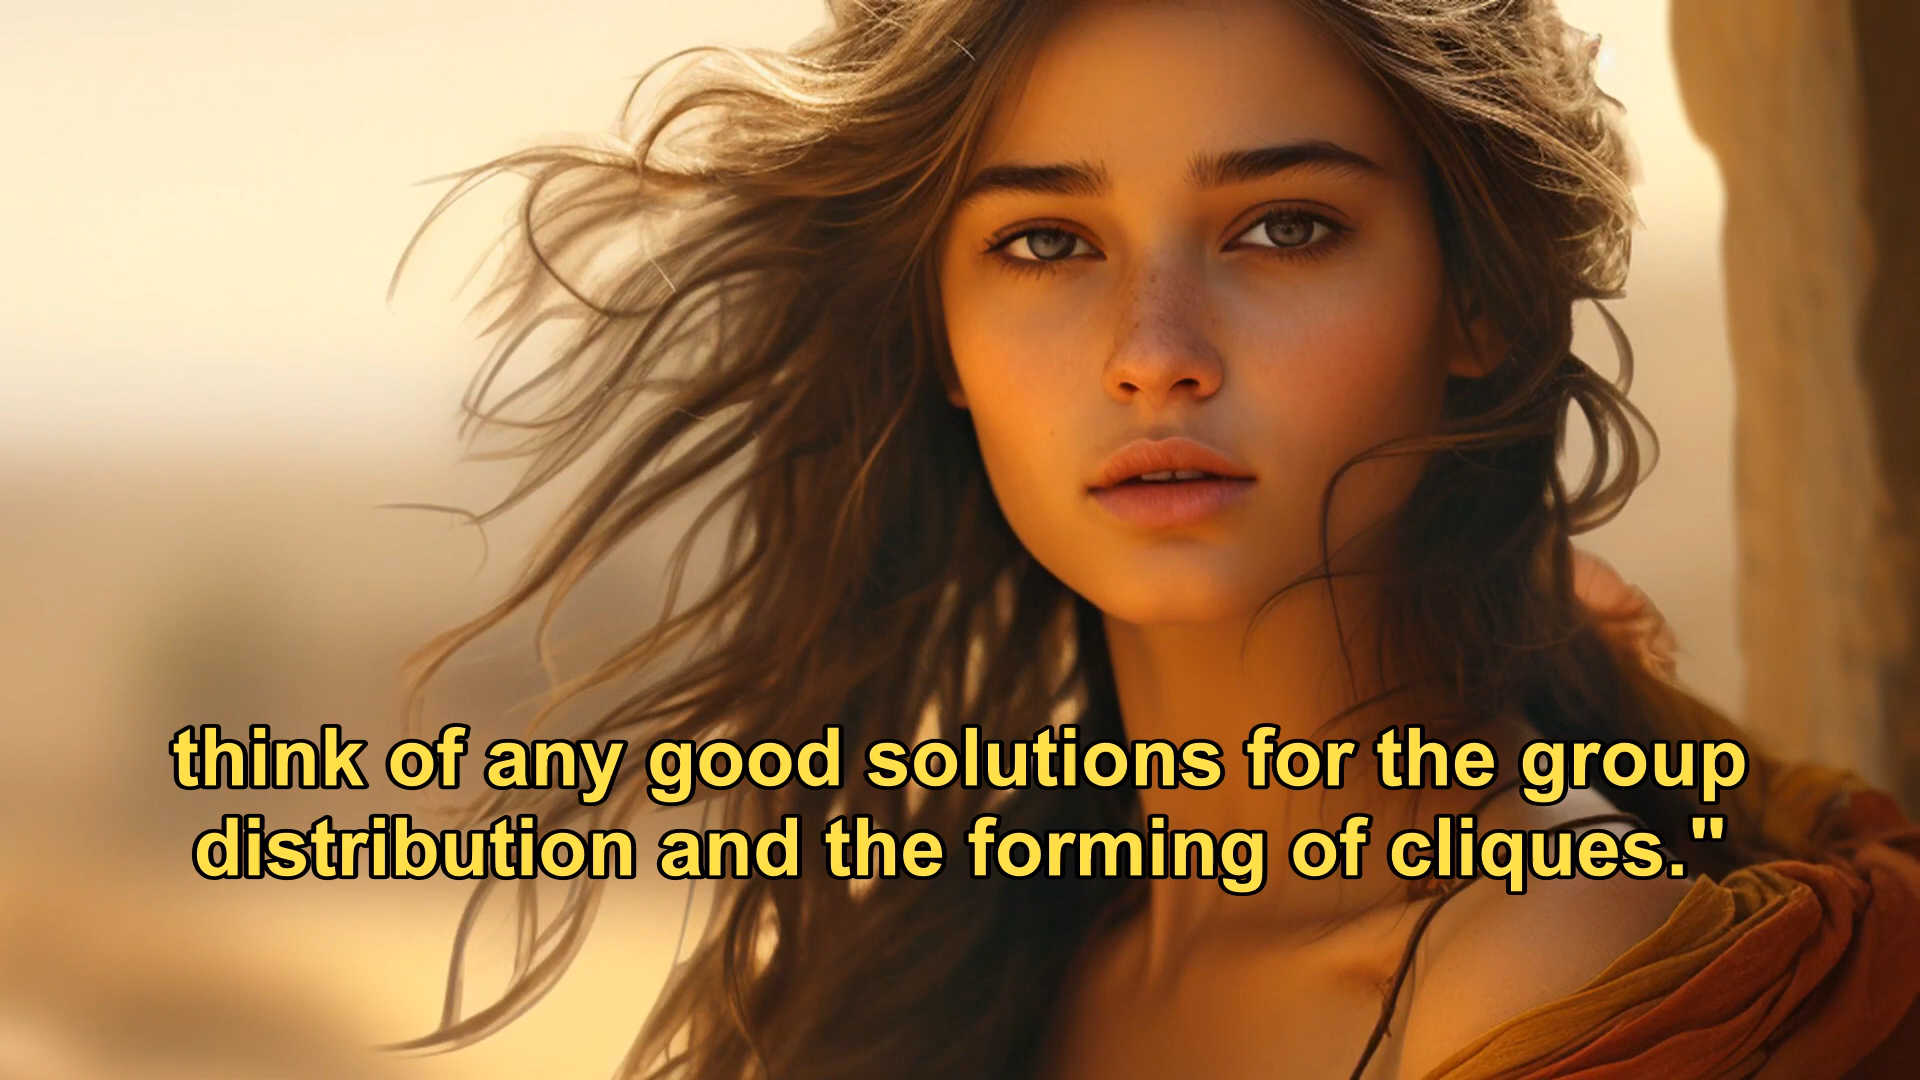 think of any good solutions for the group
distribution and the forming of cliques."